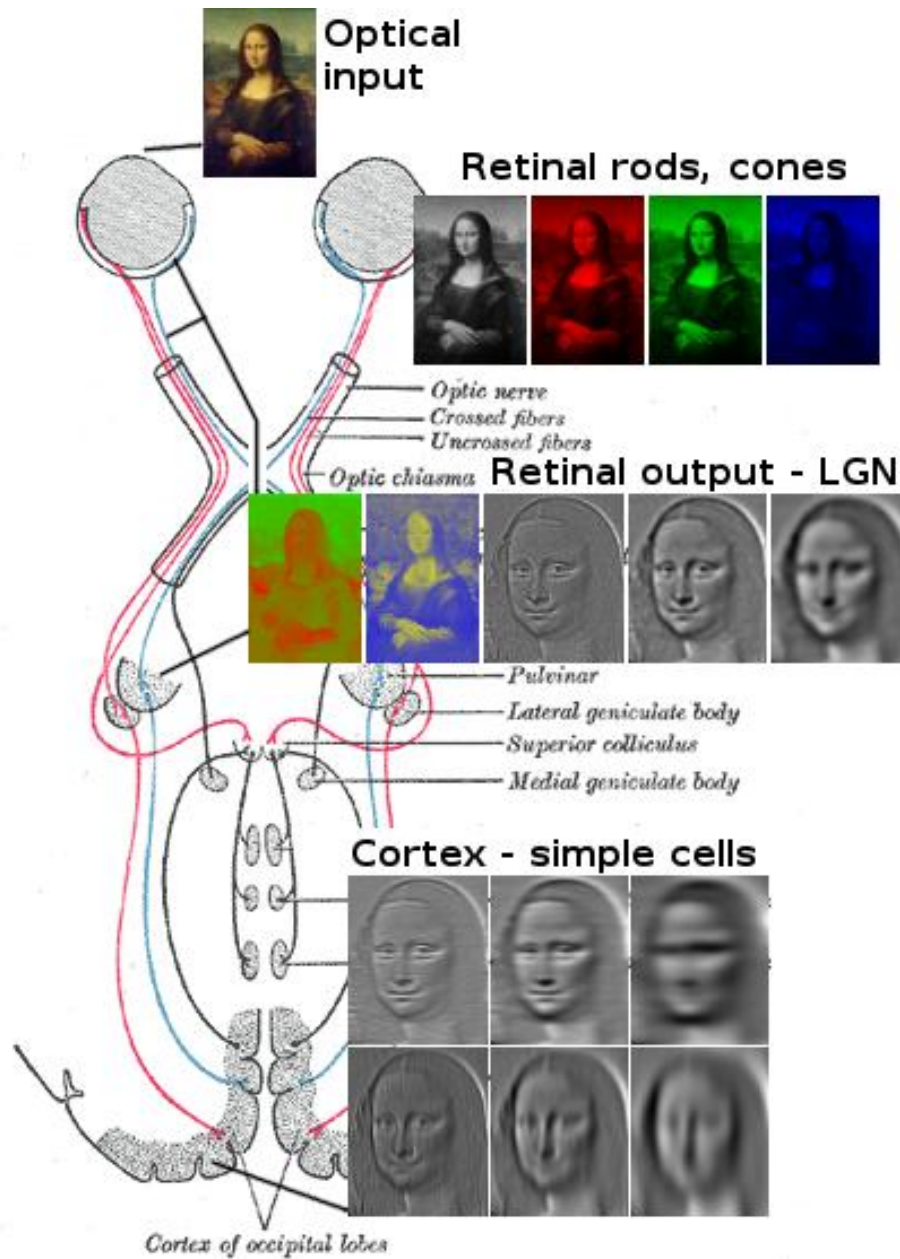 Optical
input
Retinal rods, cones
Optic nerve
Crossed fibers
Uncrossed fibers
Optic chiasma
Retinal output - LGN
Pulvinar
Lateral geniculate body
Superior colliculus
Medial geniculate body
Cortex - simple cells
Cortex of occipital lobes